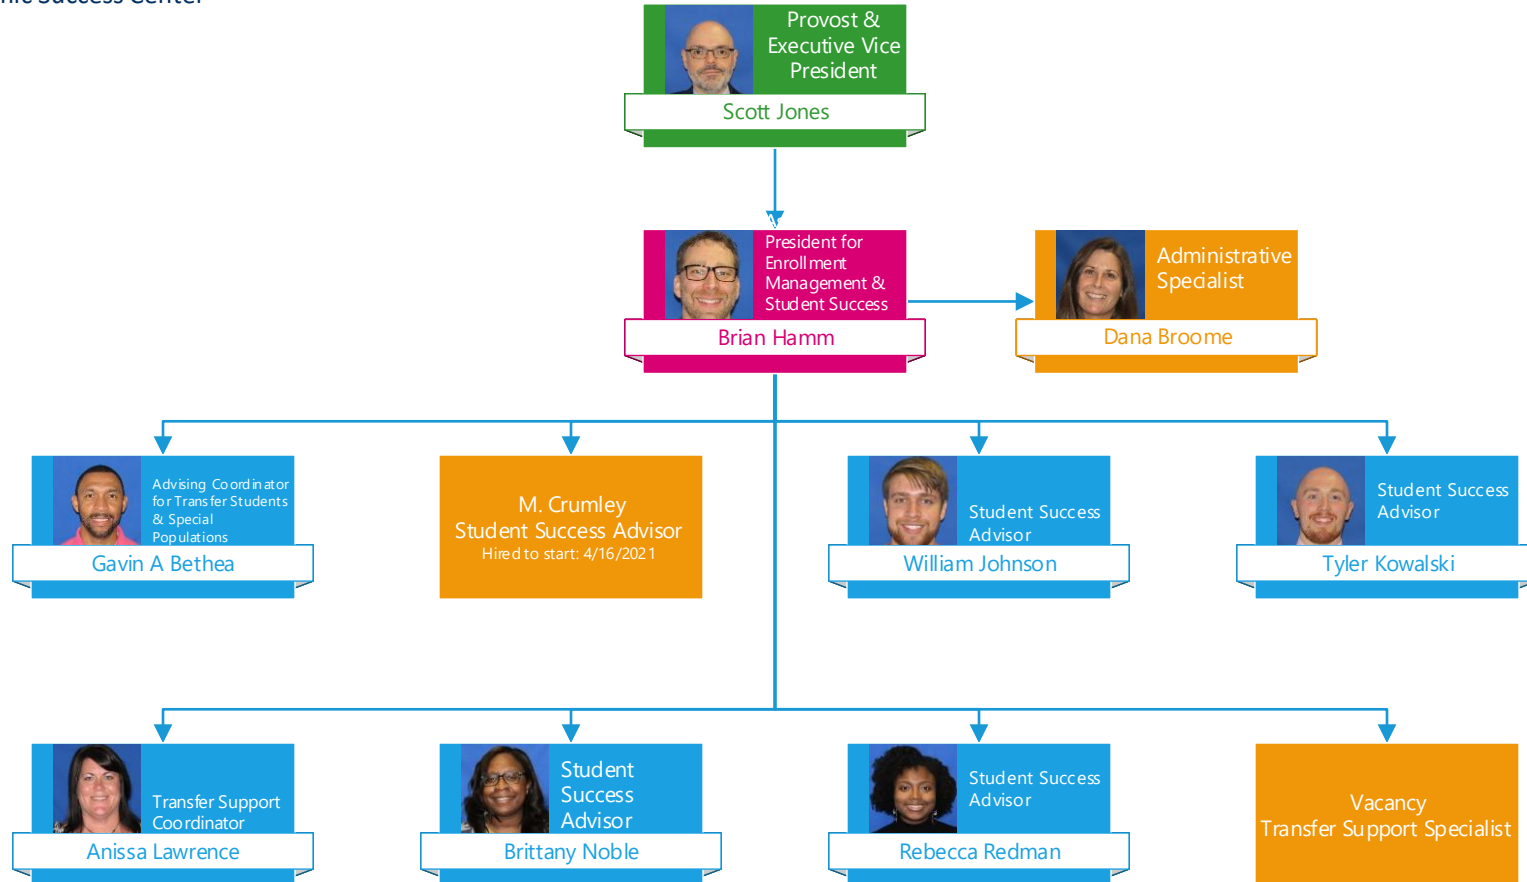 Success Center
Provost &
Executive Vice
President
Scott Jones
President for
Enrollment
Management &
Student Success
Brian Hamm
Administrative
Specialist
Dana Broome
Advising Coordinator
for Transfer Students
& Special
Populations
Gavin A Bethea
M. Crumley
Student Success Advisor
Hired to start: 4/16/2021
Student Success
Advisor
William Johnson
Student Success
Advisor
Tyler Kowalski
Transfer Support
Coordinator
Anissa Lawrence
Student
Success
Advisor
Brittany Noble
Student Success
Advisor
Rebecca Redman
Vacancy
Transfer Support Specialist